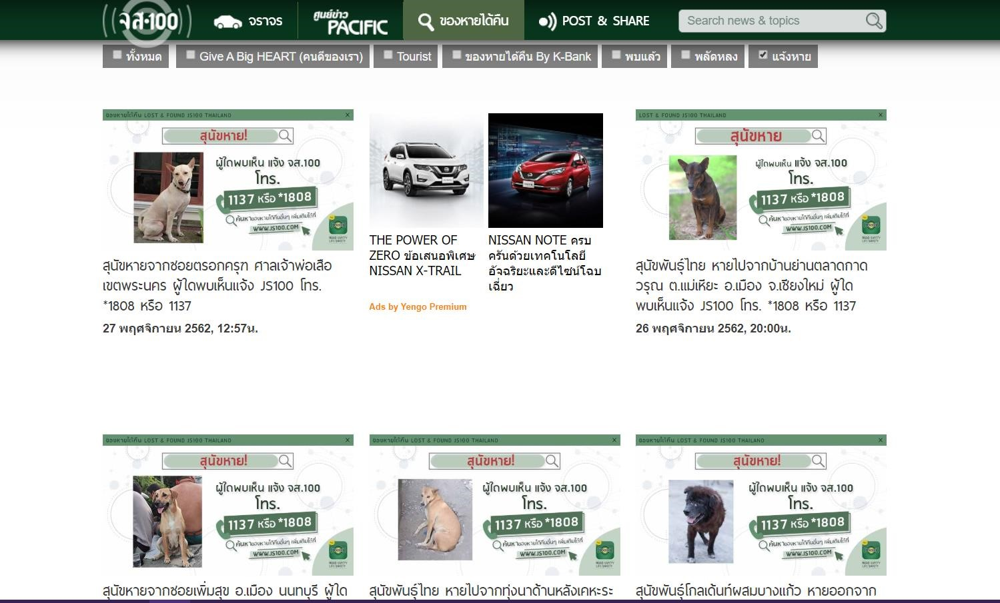 จส.100
จราจร
ศูนย์ข่าว
PACIFIC
ของหายได้คืน
POST & SHARE
Search news & topics
ทั้งหมด
Give A Big HEART (คนดีของเรา)
Tourist
ของหายได้คืน By K-Bank
พบแล้ว
พลัดหลง
แจ้งหาย
ของหายได้คืน LOST & FOUND JS100 THAILAND
สุนัขหาย!
ผู้ใดพบเห็น แจ้ง จส.100
โทร.
1137 หรือ *1808
ค้นหาของหายได้คืนอื่นๆ เพิ่มเติมได้ที่
WWW.JS100.COM
ROAD SAFETY
LIFE SAFETY
สุนัขหายจากซอยตรอกครุฑ ศาลเจ้าพ่อเสือ
เขตพระนคร ผู้ใดพบเห็นแจ้ง JS100 โทร.
*1808 หรือ 1137
27 พฤศจิกายน 2562, 12:57น.
THE POWER OF
ZERO ข้อเสนอพิเศษ
NISSAN X-TRAIL
NISSAN NOTE ครบ
ครันด้วยเทคโนโลยี
อัจฉริยะและดีไซน์โฉบ
เฉี่ยว
Ads by Yengo Premium
LOST & FOUND JS100 THAILAND
สุนัขหาย
ผู้ใดพบเห็น แจ้ง จส.100
โทร.
1137 หรือ *1808
ค้นหาของหายได้คืนอื่นๆ เพิ่มเติมได้ที่
WWW.JS100.COM
ROAD SAFETY
LIFE SAFETY
สุนัขพันธุ์ไทย หายไปจากบ้านย่านตลาดกาด
วรุณ ต.แม่เหียะ อ.เมือง จ.เชียงใหม่ ผู้ใด
พบเห็นแจ้ง JS100 โทร. *1808 หรือ 1137
26 พฤศจิกายน 2562, 20:00น.
ของหายได้คืน LOST & FOUND JS100 THAILAND
สุนัขหาย!
ผู้ใดพบเห็น แจ้ง จส.100
โทร.
1137 หรือ *1808
ค้นหาของหายได้คืนอื่นๆ เพิ่มเติมได้ที่
WWW.JS100.COM
ROAD SAFETY
LIFE SAFETY
สุนัขหายจากซอยเพิ่มสุข อ.เมือง นนทบุรี ผู้ใด
ของหายได้คืน LOST & FOUND JS100 THAILAND
สุนัขหาย!
ผู้ใดพบเห็น แจ้ง จส.100
โทร.
1137 หรือ *1808
ค้นหาของหายได้คืนอื่นๆ เพิ่มเติมได้ที่
WWW.JS100.COM
ROAD SAFETY
LIFE SAFETY
สุนัขพันธุ์ไทย หายไปจากทุ่งนาด้านหลังเคหะระ
ของหายได้คืน LOST & FOUND JS100 THAILAND
สุนัขหาย!
ผู้ใดพบเห็น แจ้ง จส.100
โทร.
1137 หรือ *1808
ค้นหาของหายได้คืนอื่นๆ เพิ่มเติมได้ที่
WWW.JS100.COM
ROAD SAFETY
LIFE SAFETY
สุนัขพันธุ์โกลเด้นท์ผสมบางแก้ว หายออกจาก